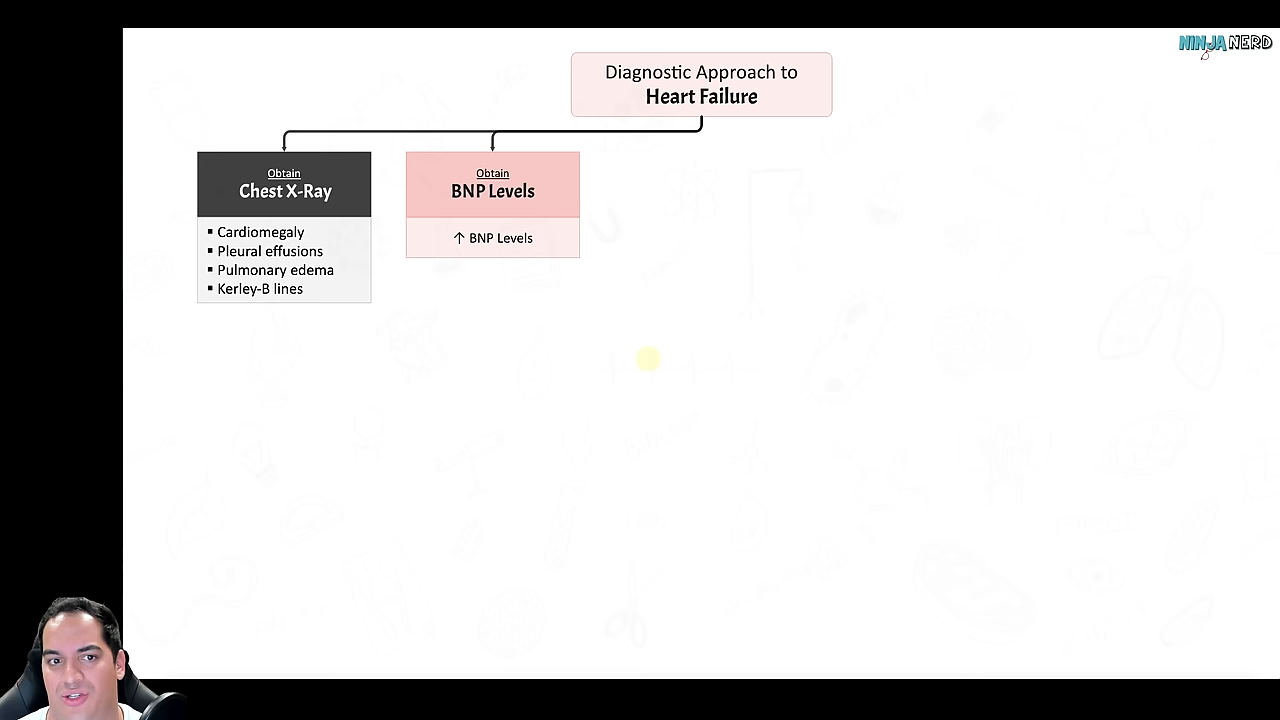 NINJA NERD
Diagnostic Approach to
Heart Failure
Obtain
Chest X-Ray
▪ Cardiomegaly
▪ Pleural effusions
▪ Pulmonary edema
▪ Kerley-B lines
Obtain
BNP Levels
↑ BNP Levels